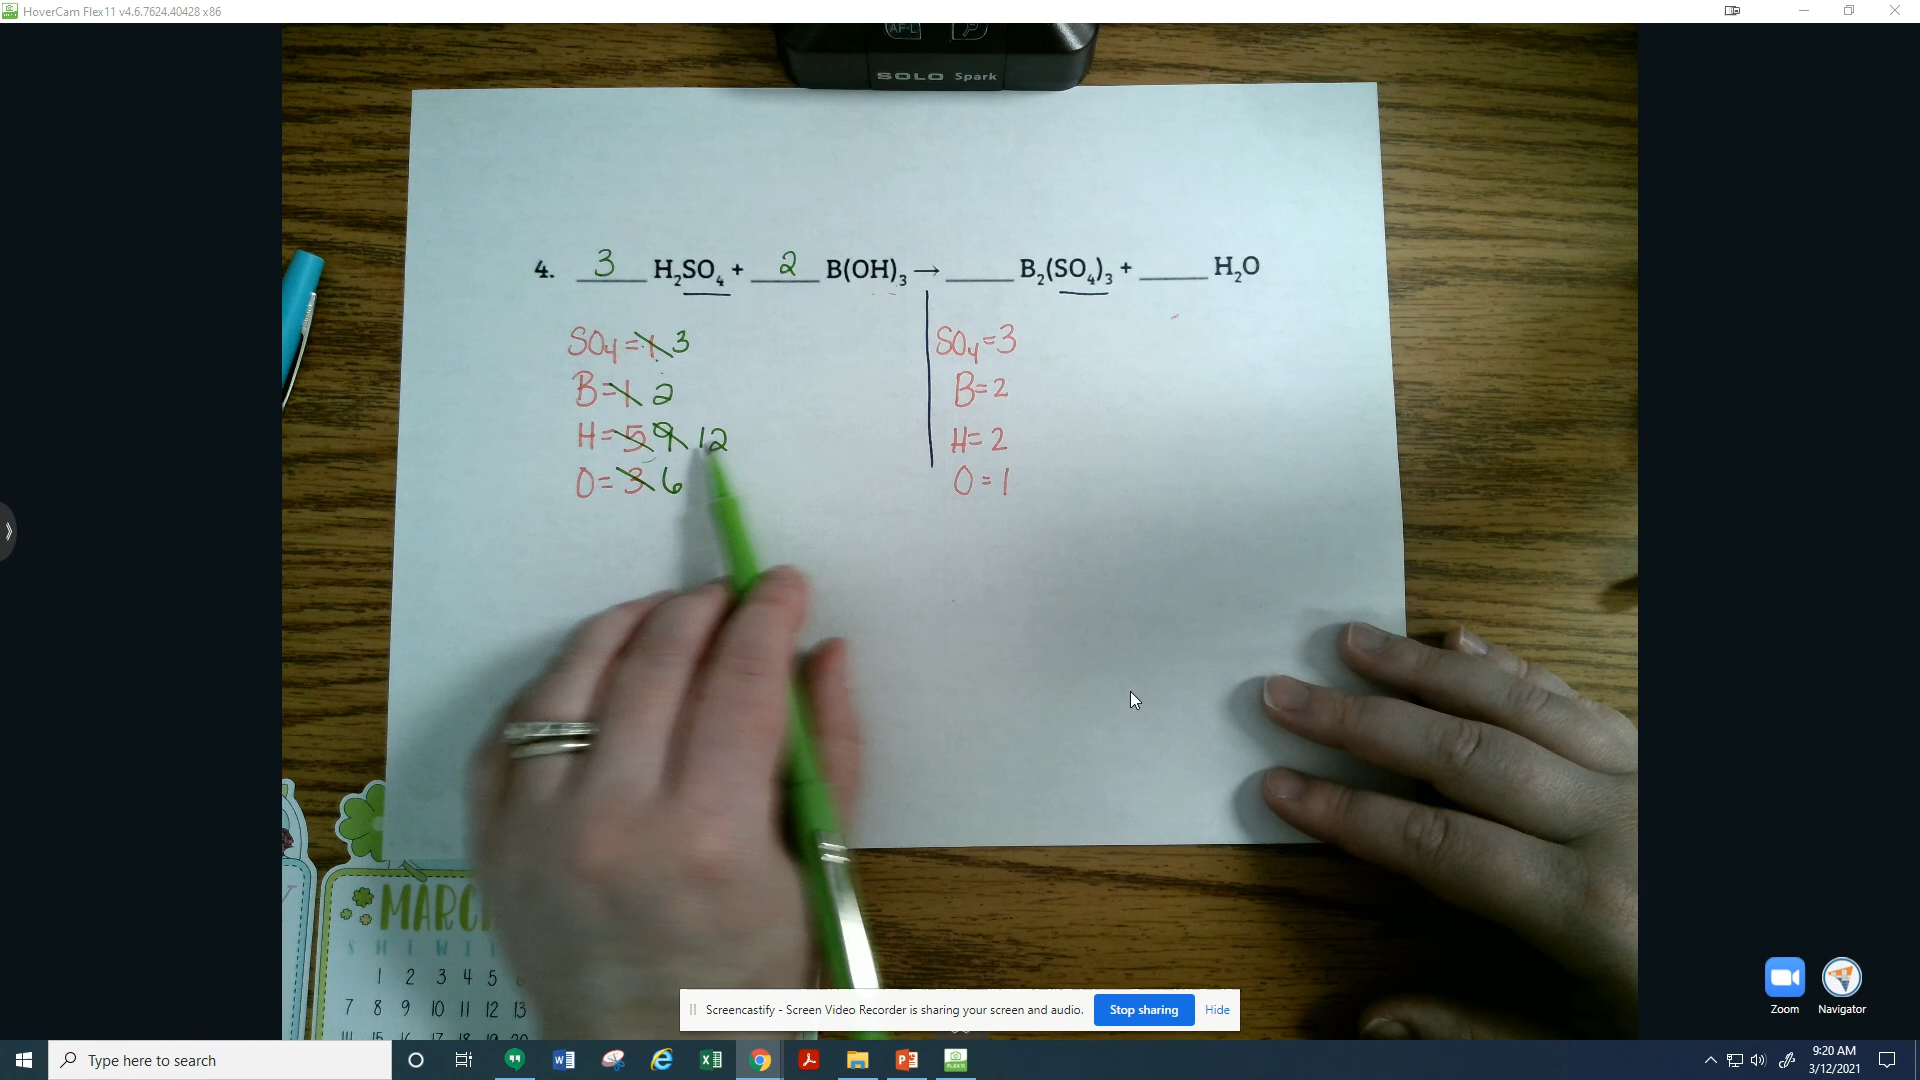 HoverCam Flex11 v4.6.7624.40428 x86
AF-L
SOLO Spark
4. 3 H₂SO₄ + 2 B(OH)₃ → ____ B₂(SO₄)₃ + ____ H₂O
SO₄ = 1 3
B = 1 2
H = 5 9 12
O = 3 6
SO₄ = 3
B = 2
H = 2
O = 1
MARC
S M T W T
1 2 3 4 5
7 8 9 10 11 12 13
Screencastify - Screen Video Recorder is sharing your screen and audio.
Stop sharing
Hide
Zoom
Navigator
Type here to search
9:20 AM
3/12/2021